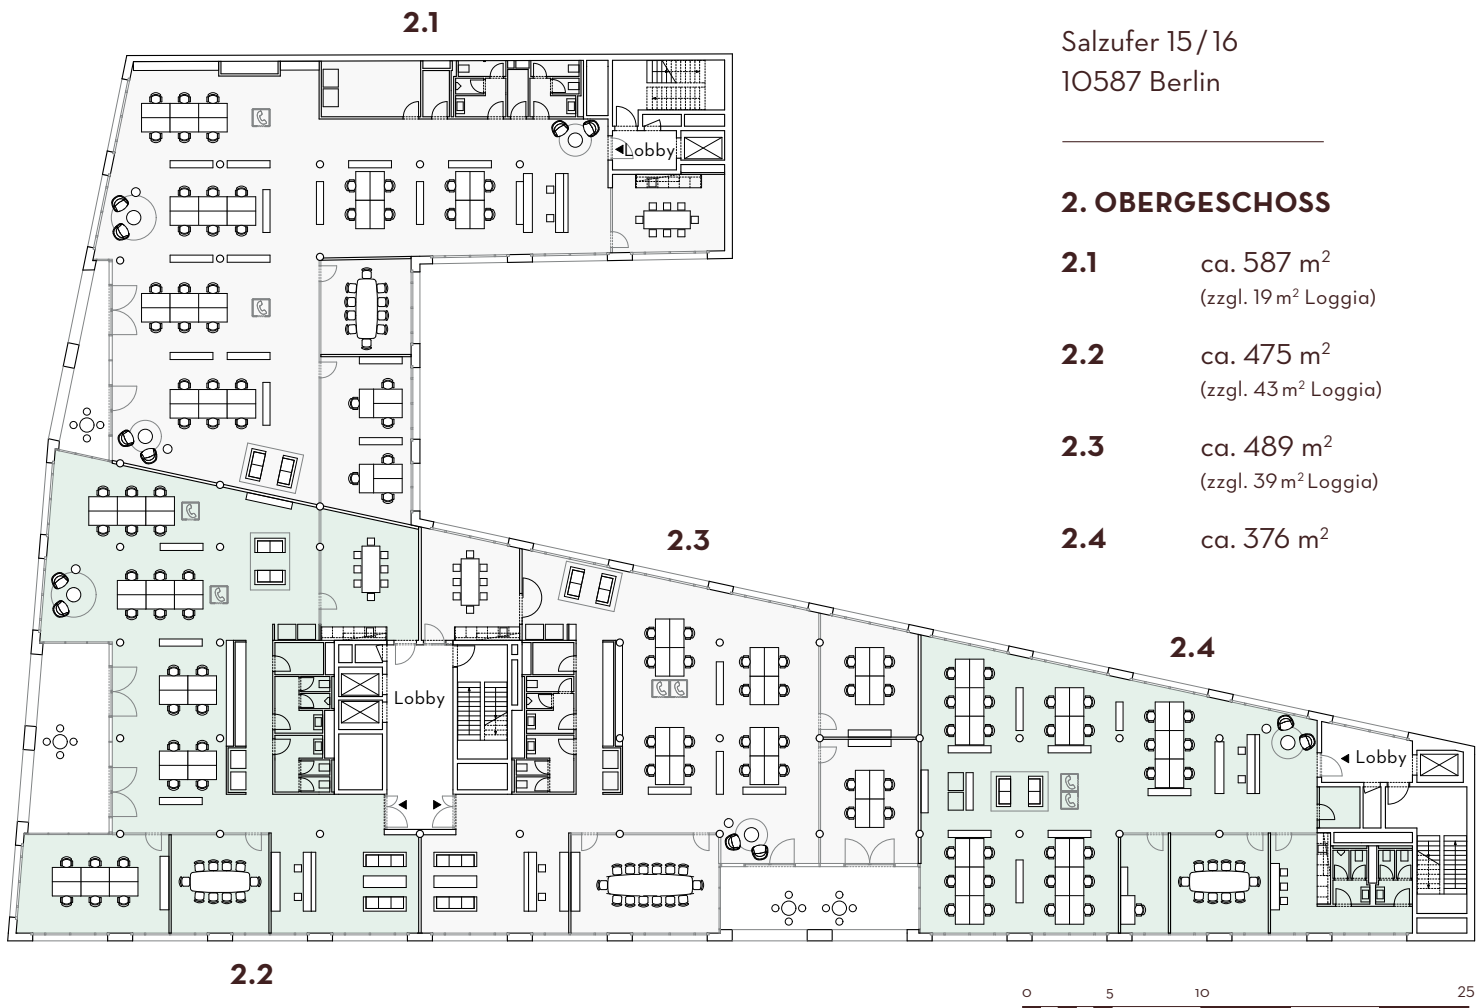 2.1
Salzufer 15/16
10587 Berlin
2. OBERGESCHOSS
2.1 ca. 587 m²
(zzgl. 19 m² Loggia)
2.2 ca. 475 m²
(zzgl. 43 m² Loggia)
2.3 ca. 489 m²
(zzgl. 39 m² Loggia)
2.4 ca. 376 m²
Lobby
2.3
2.4
Lobby
Lobby
2.2
0 5 10 25